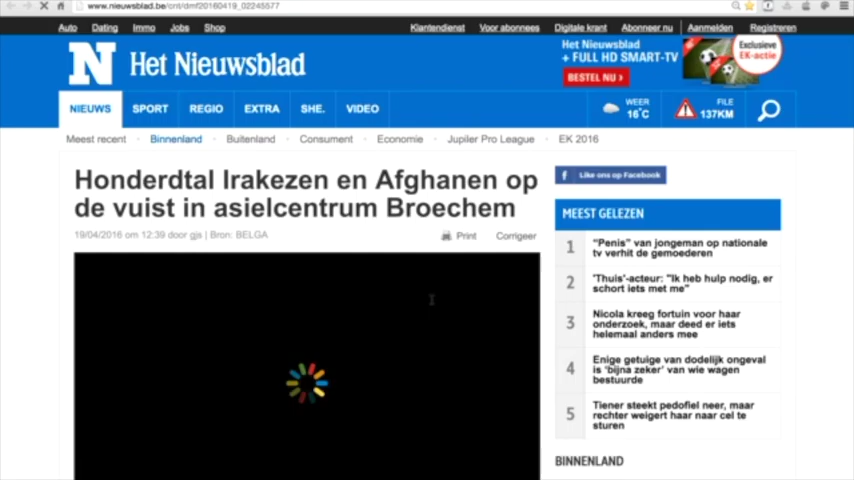 www.nieuwsblad.be/cnt/dmf20160419_02245577
Auto Dating Immo Jobs Shop Klantendienst Voor abonnees Digitale krant Abonneer nu Aanmelden Registreren
N Het Nieuwsblad
Het Nieuwsblad
+ FULL HD SMART-TV
BESTEL NU
Exclusieve
EK-actie
NIEUWS SPORT REGIO EXTRA SHE. VIDEO
WEER
16°C
FILE
137KM
Meest recent Binnenland Buitenland Consument Economie Jupiler Pro League EK 2016
Honderdtal Irakezen en Afghanen op
de vuist in asielcentrum Broechem
19/04/2016 om 12:39 door gjs | Bron: BELGA
Print Corrigeer
f Like ons op Facebook
MEEST GELEZEN
1 "Penis" van jongeman op nationale
tv verhit de gemoederen
2 'Thuis'-acteur: "Ik heb hulp nodig, er
schort iets met me"
3 Nicola kreeg fortuin voor haar
onderzoek, maar deed er iets
helemaal anders mee
4 Enige getuige van dodelijk ongeval
is 'bijna zeker' van wie wagen
bestuurde
5 Tiener steekt pedofiel neer, maar
rechter weigert haar naar cel te
sturen
BINNENLAND